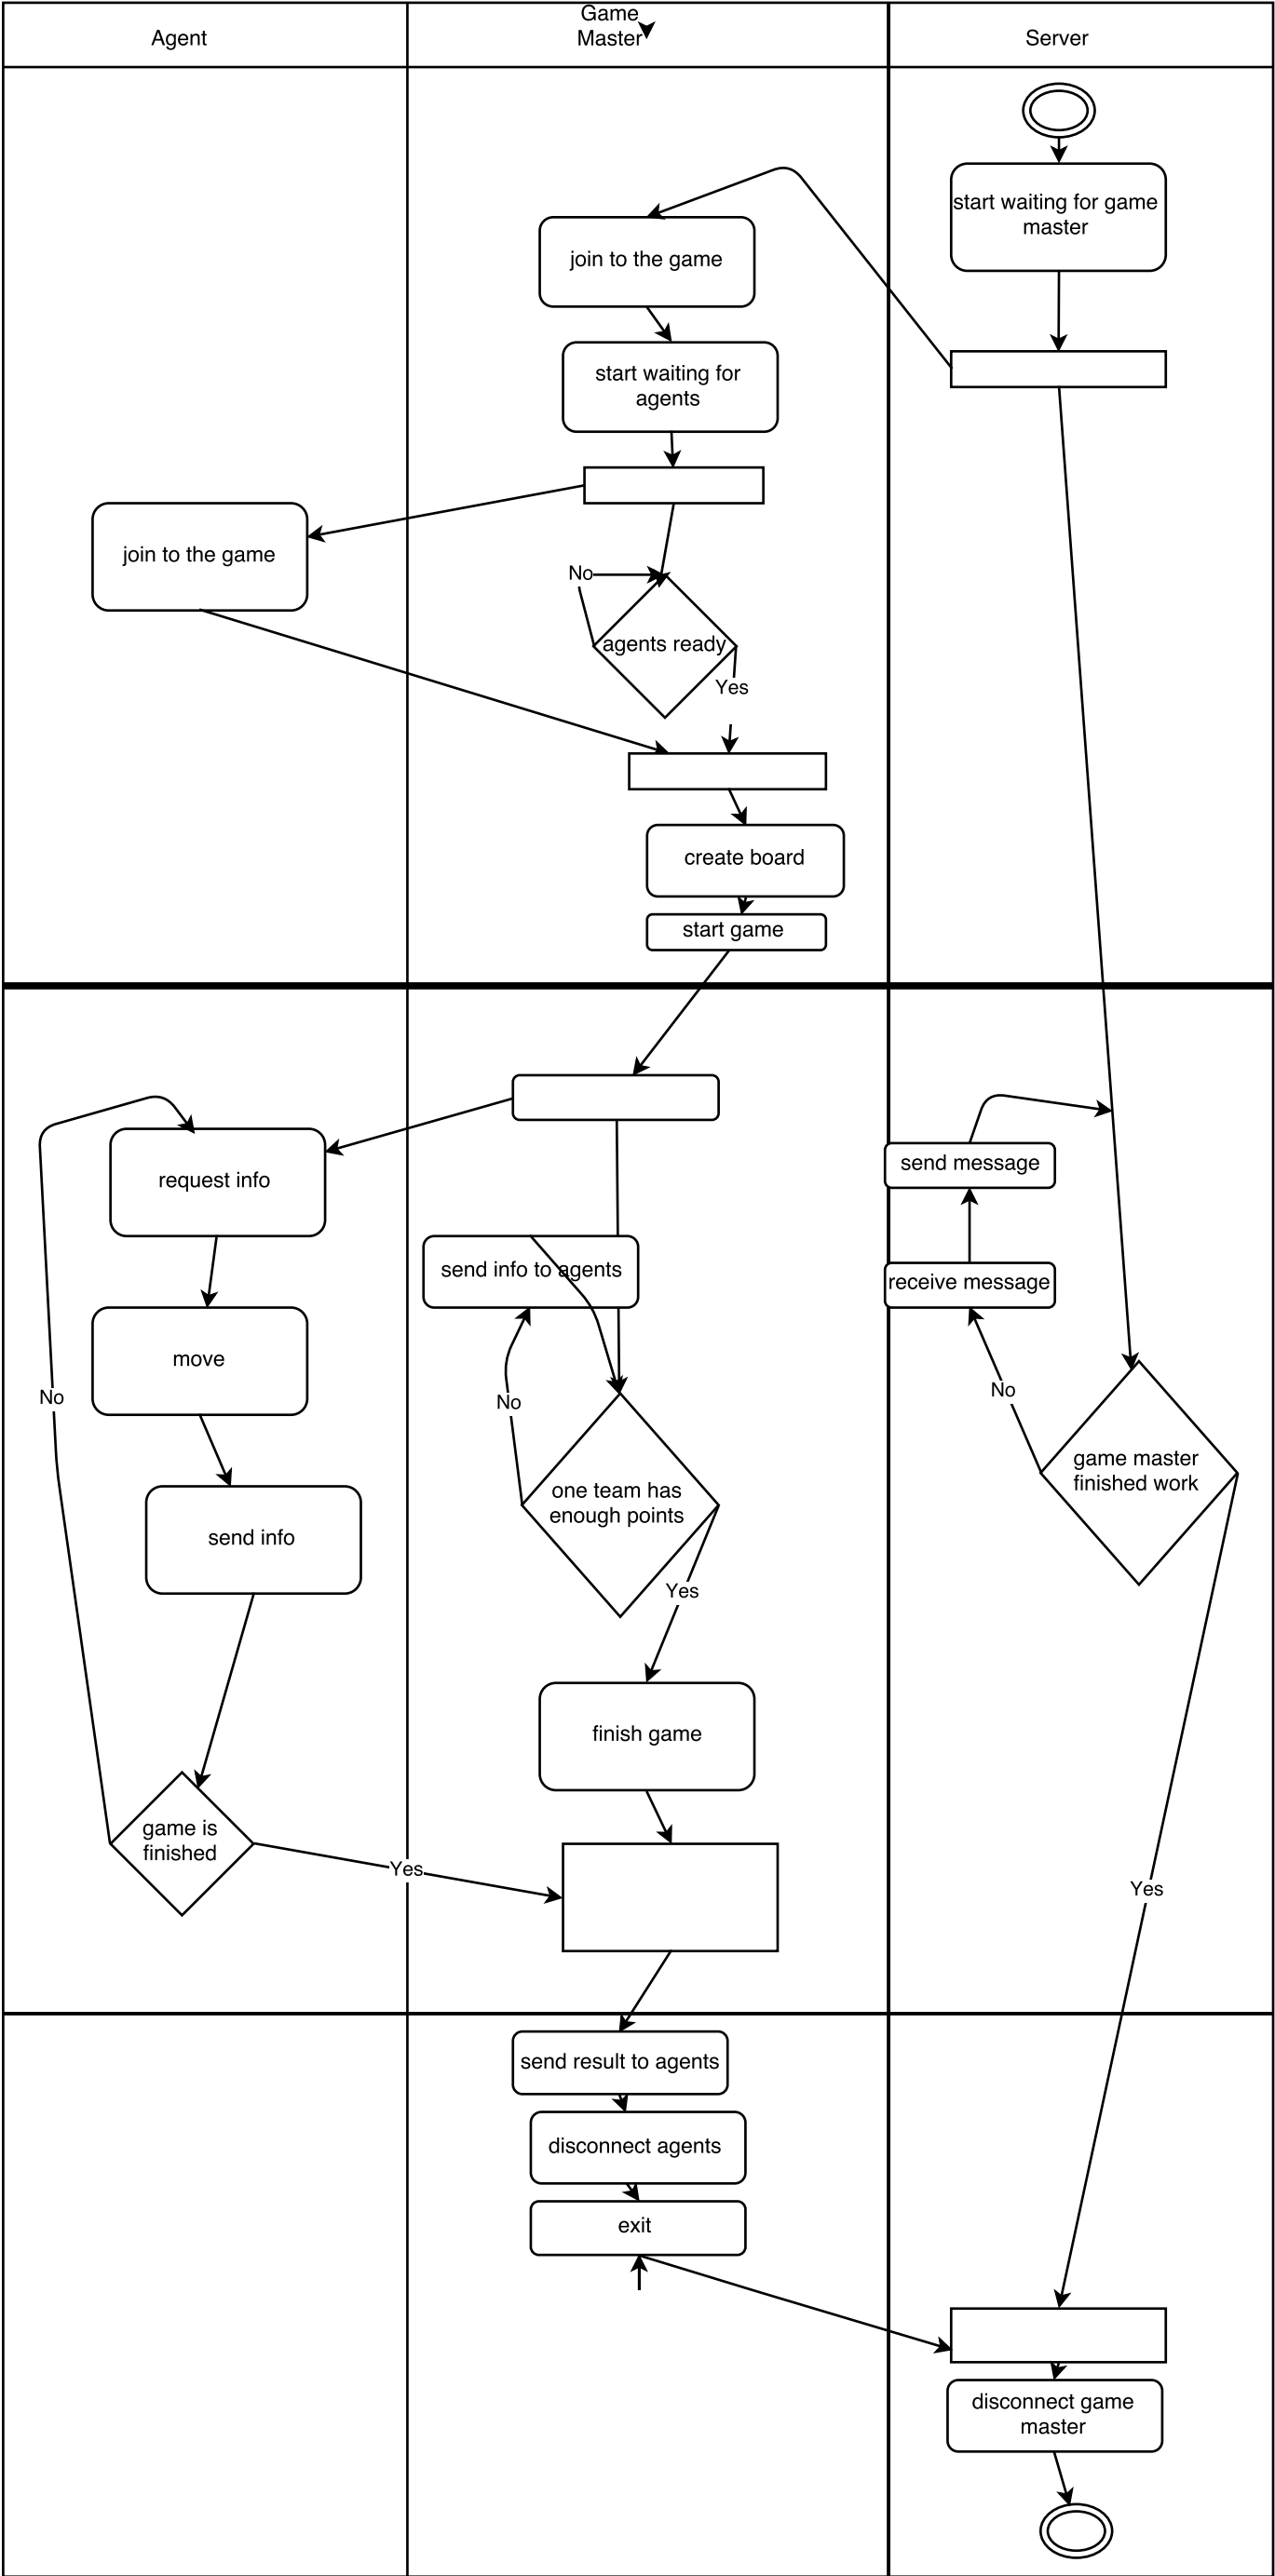 Agent
Game
Master
Server
start waiting for game
master
join to the game
start waiting for
agents
join to the game
No
agents ready
Yes
create board
start game
send message
request info
send info to agents
receive message
move
No
No
No
game master
finished work
one team has
enough points
send info
Yes
finish game
game is
finished
Yes
Yes
send result to agents
disconnect agents
exit
disconnect game
master